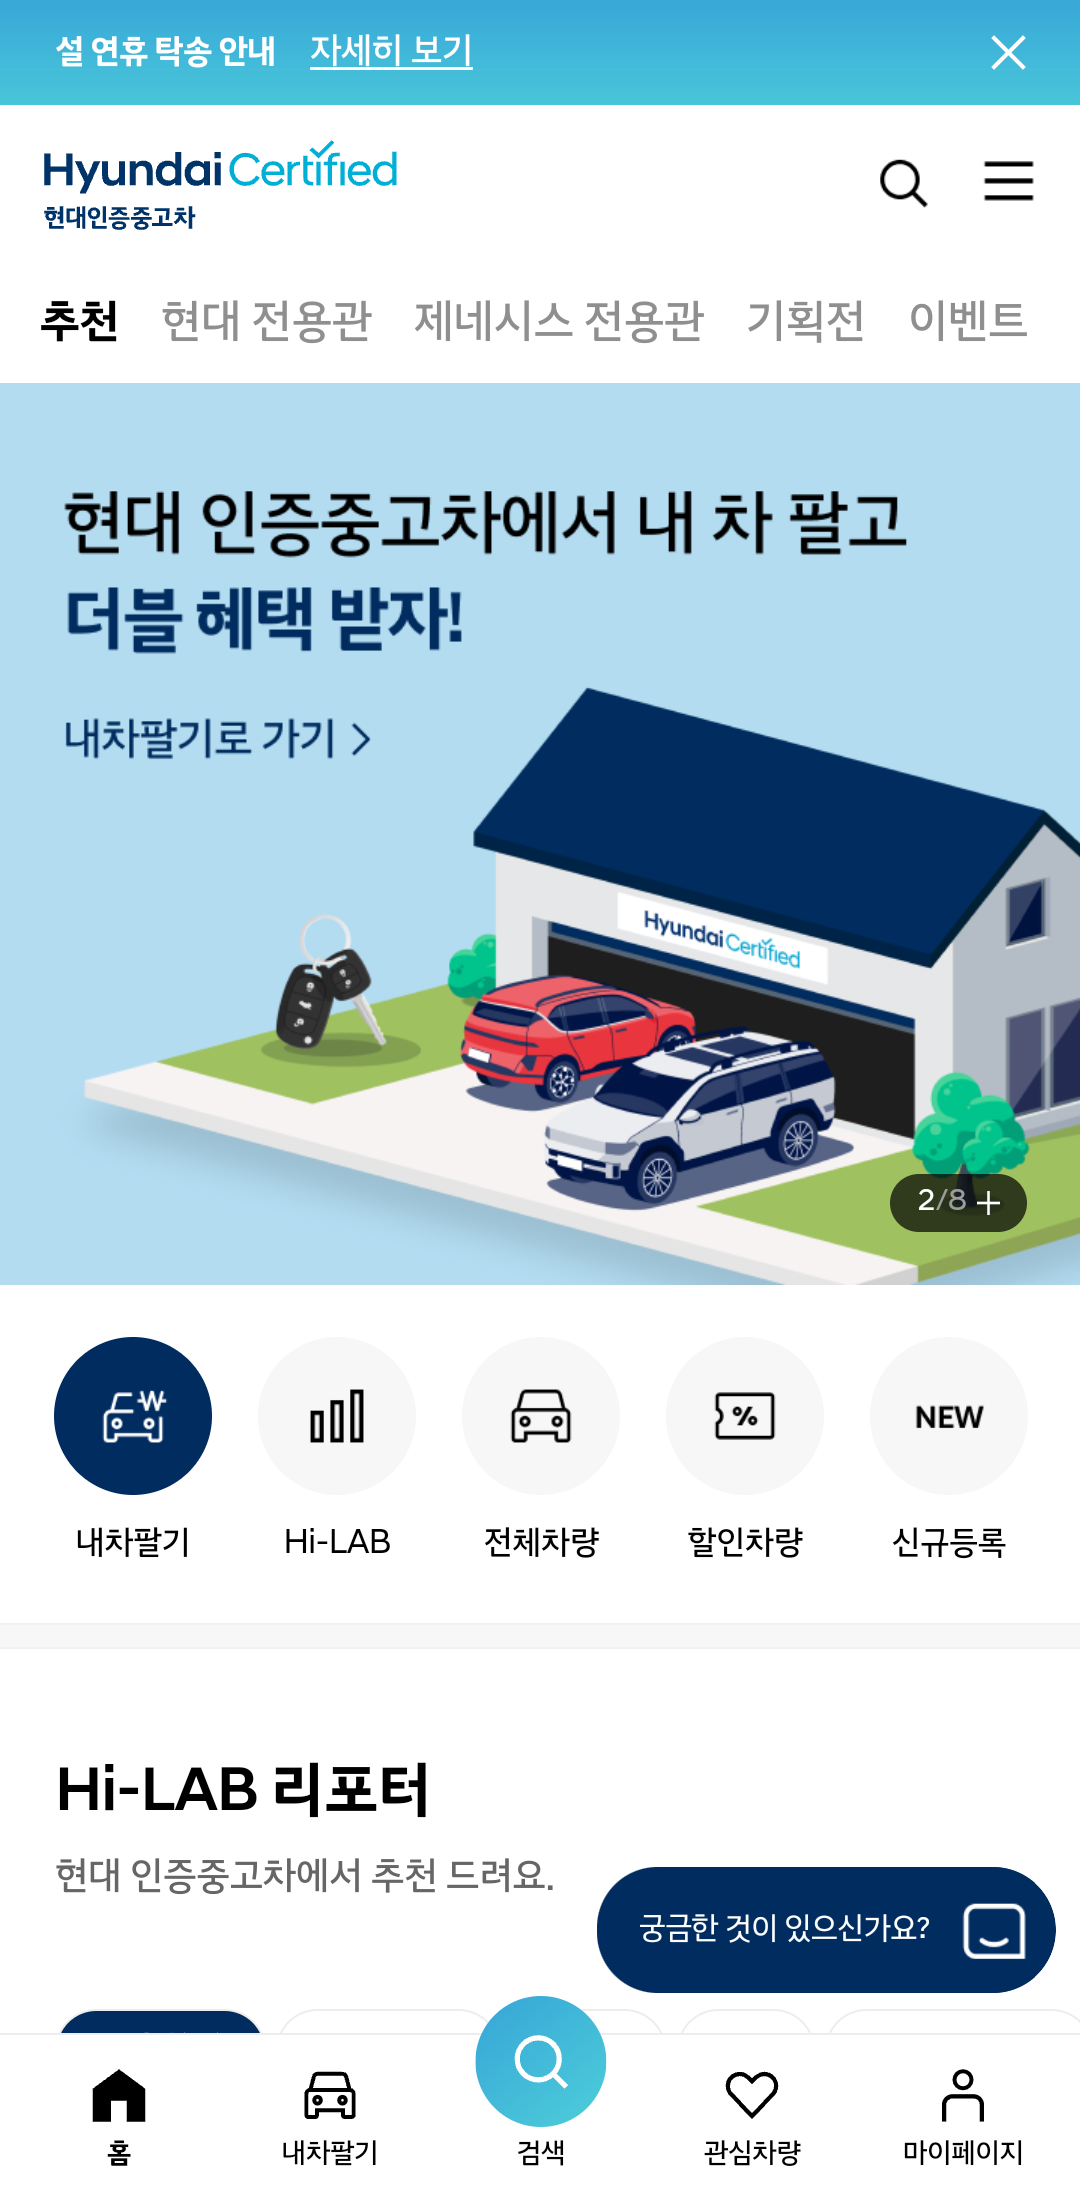 설 연휴 탁송 안내 자세히 보기
Hyundai Certified
현대인증중고차
추천 현대 전용관 제네시스 전용관 기획전 이벤트
현대 인증중고차에서 내 차 팔고
더블 혜택 받자!
내차팔기로 가기
Hyundai Certified
2/8
₩
%
NEW
내차팔기 Hi-LAB 전체차량 할인차량 신규등록
Hi-LAB 리포터
현대 인증중고차에서 추천 드려요.
궁금한 것이 있으신가요?
홈 내차팔기 검색 관심차량 마이페이지